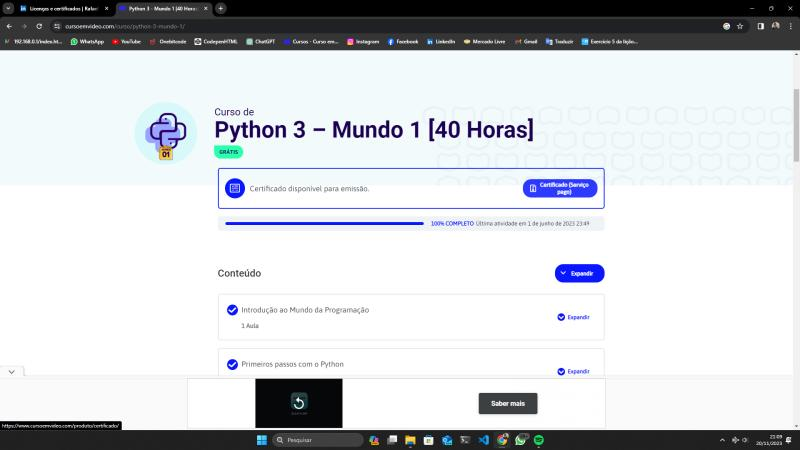 Licenças e certificados | Rafael
Python 3 – Mundo 1 [40 Horas]
cursoemvideo.com/curso/python-3-mundo-1/
192.168.0.1/index.ht...
WhatsApp
YouTube
Onebitcode
CodepenHTML
ChatGPT
Cursos - Curso em...
Instagram
Facebook
LinkedIn
Mercado Livre
Gmail
Traduzir
Exercício 5 da lição...
Curso de
Python 3 – Mundo 1 [40 Horas]
01
GRÁTIS
Certificado disponível para emissão.
Certificado (Serviço
pago)
100% COMPLETO Última atividade em 1 de junho de 2023 23:49
Conteúdo
Expandir
Introdução ao Mundo da Programação
Expandir
1 Aula
Primeiros passos com o Python
Expandir
Saber mais
https://www.cursoemvideo.com/produto/certificado/
Pesquisar
21:09
20/11/2023